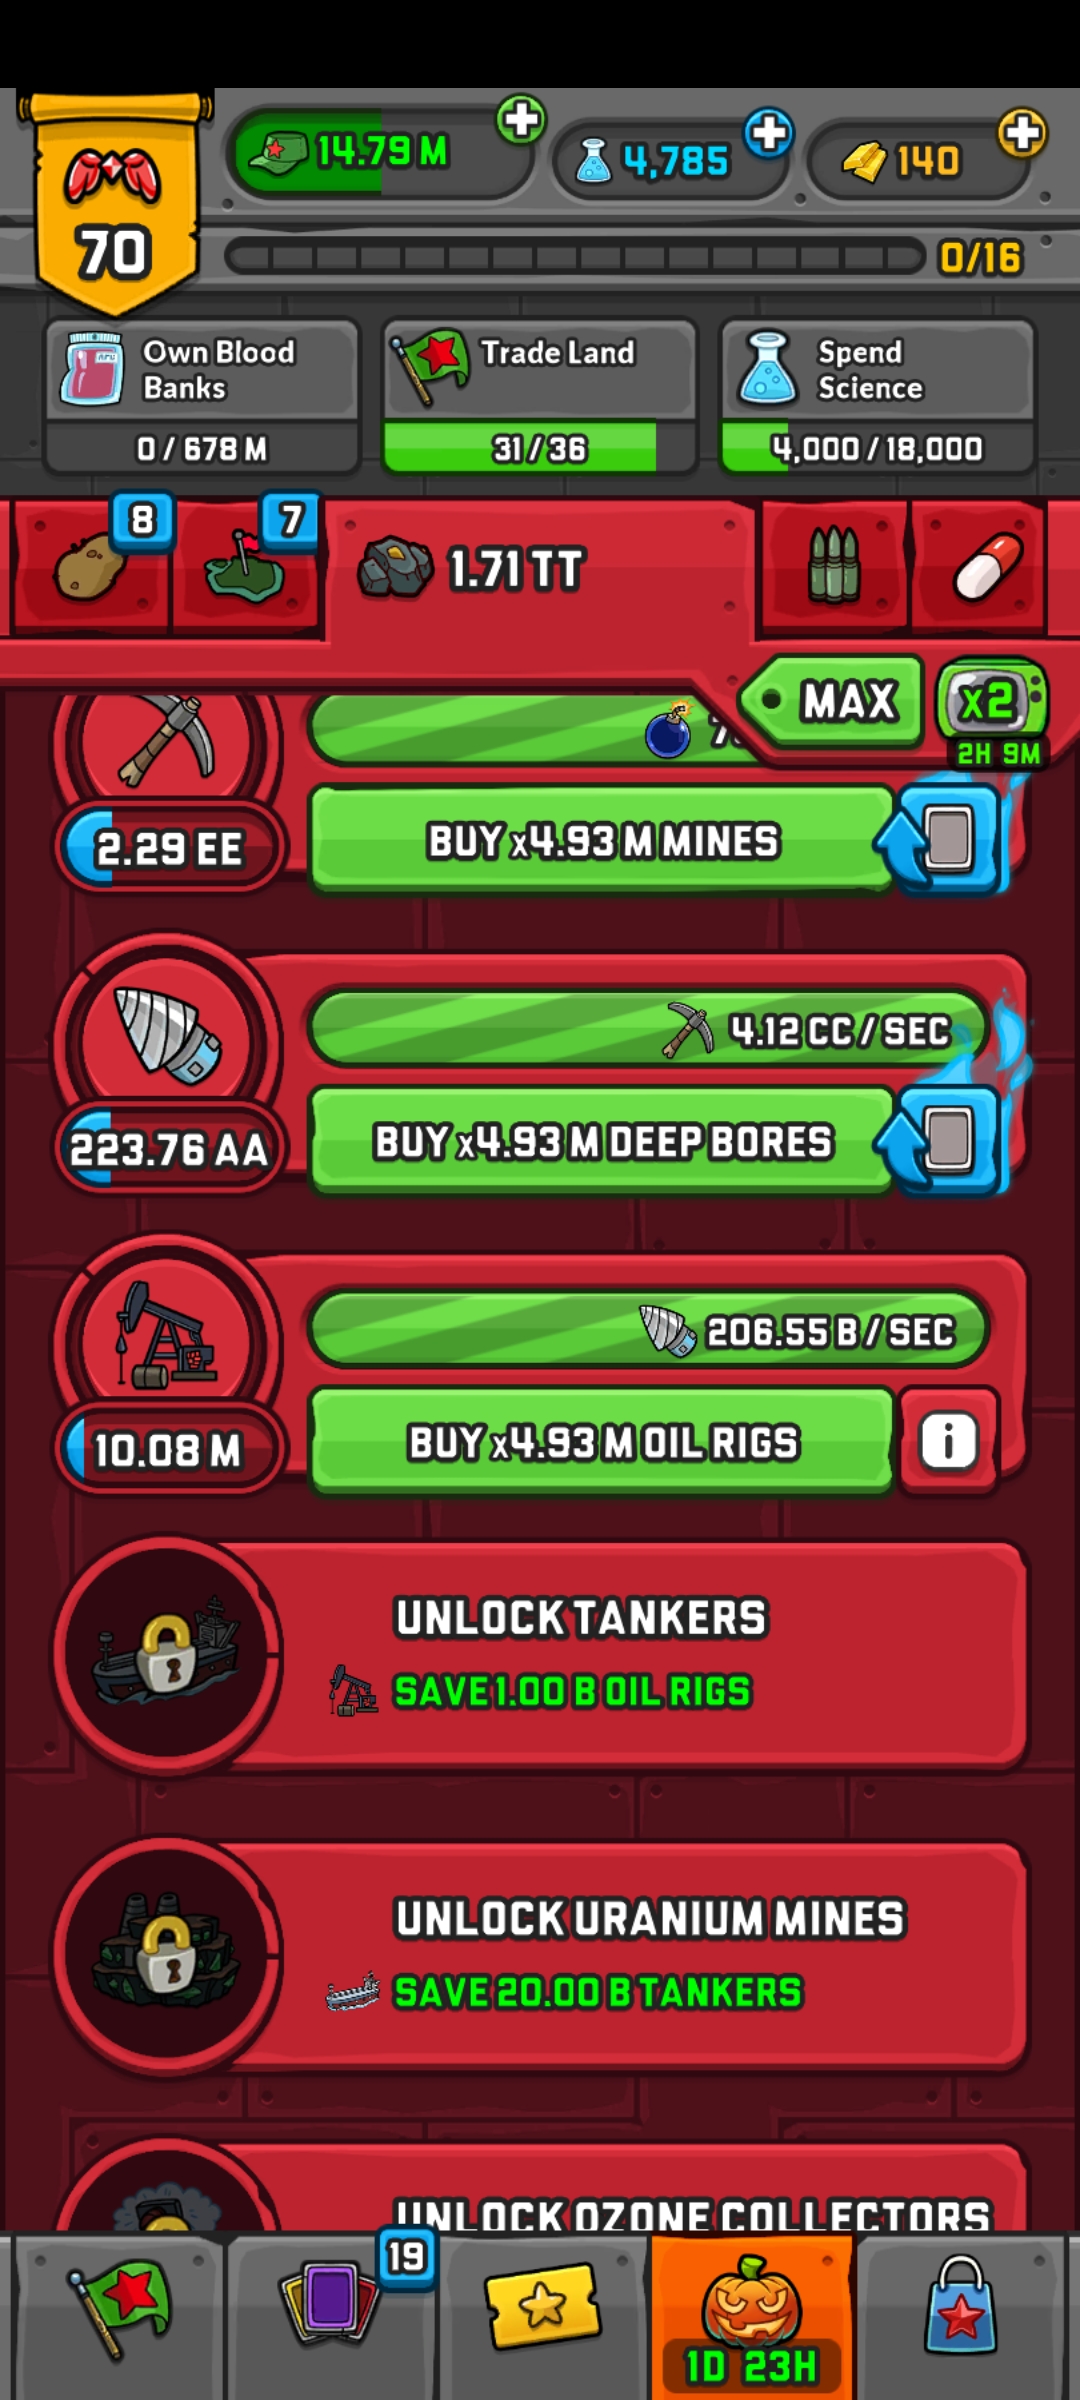 14.79 M
4,785
140
70
0/16
Own Blood
Banks
0 / 678 M
Trade Land
31 / 36
Spend
Science
4,000 / 18,000
8
7
1.71 TT
MAX
x2
2H 9M
2.29 EE
BUY x4.93 M MINES
4.12 CC / SEC
223.76 AA
BUY x4.93 M DEEP BORES
206.55 B / SEC
10.08 M
BUY x4.93 M OIL RIGS
i
UNLOCK TANKERS
SAVE 1.00 B OIL RIGS
UNLOCK URANIUM MINES
SAVE 20.00 B TANKERS
UNLOCK OZONE COLLECTORS
19
1D 23H